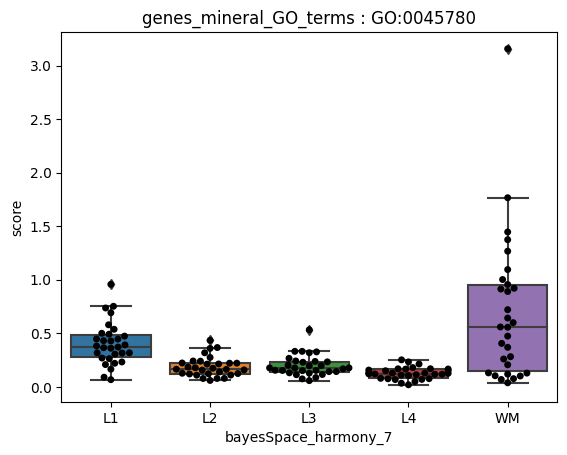 genes_mineral_GO_terms : GO:0045780
score
3.0
2.5
2.0
1.5
1.0
0.5
0.0
L1 L2 L3 L4 WM
bayesSpace_harmony_7